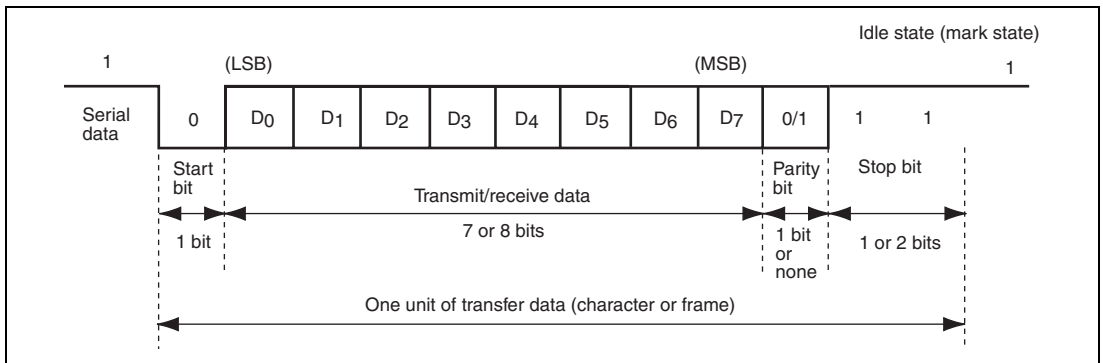 Idle state (mark state)
1 (LSB) (MSB) 1
Serial
data
0 D0 D1 D2 D3 D4 D5 D6 D7 0/1 1 1
Start
bit
Parity
bit
Stop bit
Transmit/receive data
1 bit
7 or 8 bits
1 bit
or
none
1 or 2 bits
One unit of transfer data (character or frame)